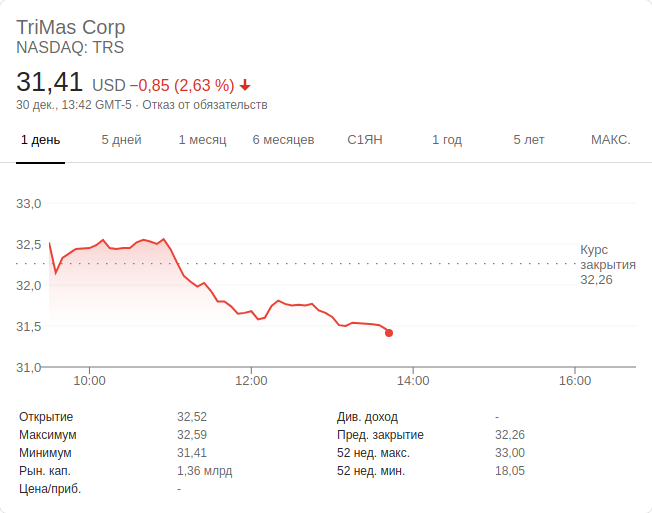 TriMas Corp
NASDAQ: TRS
31,41 USD −0,85 (2,63 %)
30 дек., 13:42 GMT-5 · Отказ от обязательств
1 день 5 дней 1 месяц 6 месяцев С1ЯН 1 год 5 лет МАКС.
33,0
32,5
Курс
закрытия
32,26
32,0
31,5
31,0
10:00 12:00 14:00 16:00
Открытие 32,52 Див. доход -
Максимум 32,59 Пред. закрытие 32,26
Минимум 31,41 52 нед. макс. 33,00
Рын. кап. 1,36 млрд 52 нед. мин. 18,05
Цена/приб. -